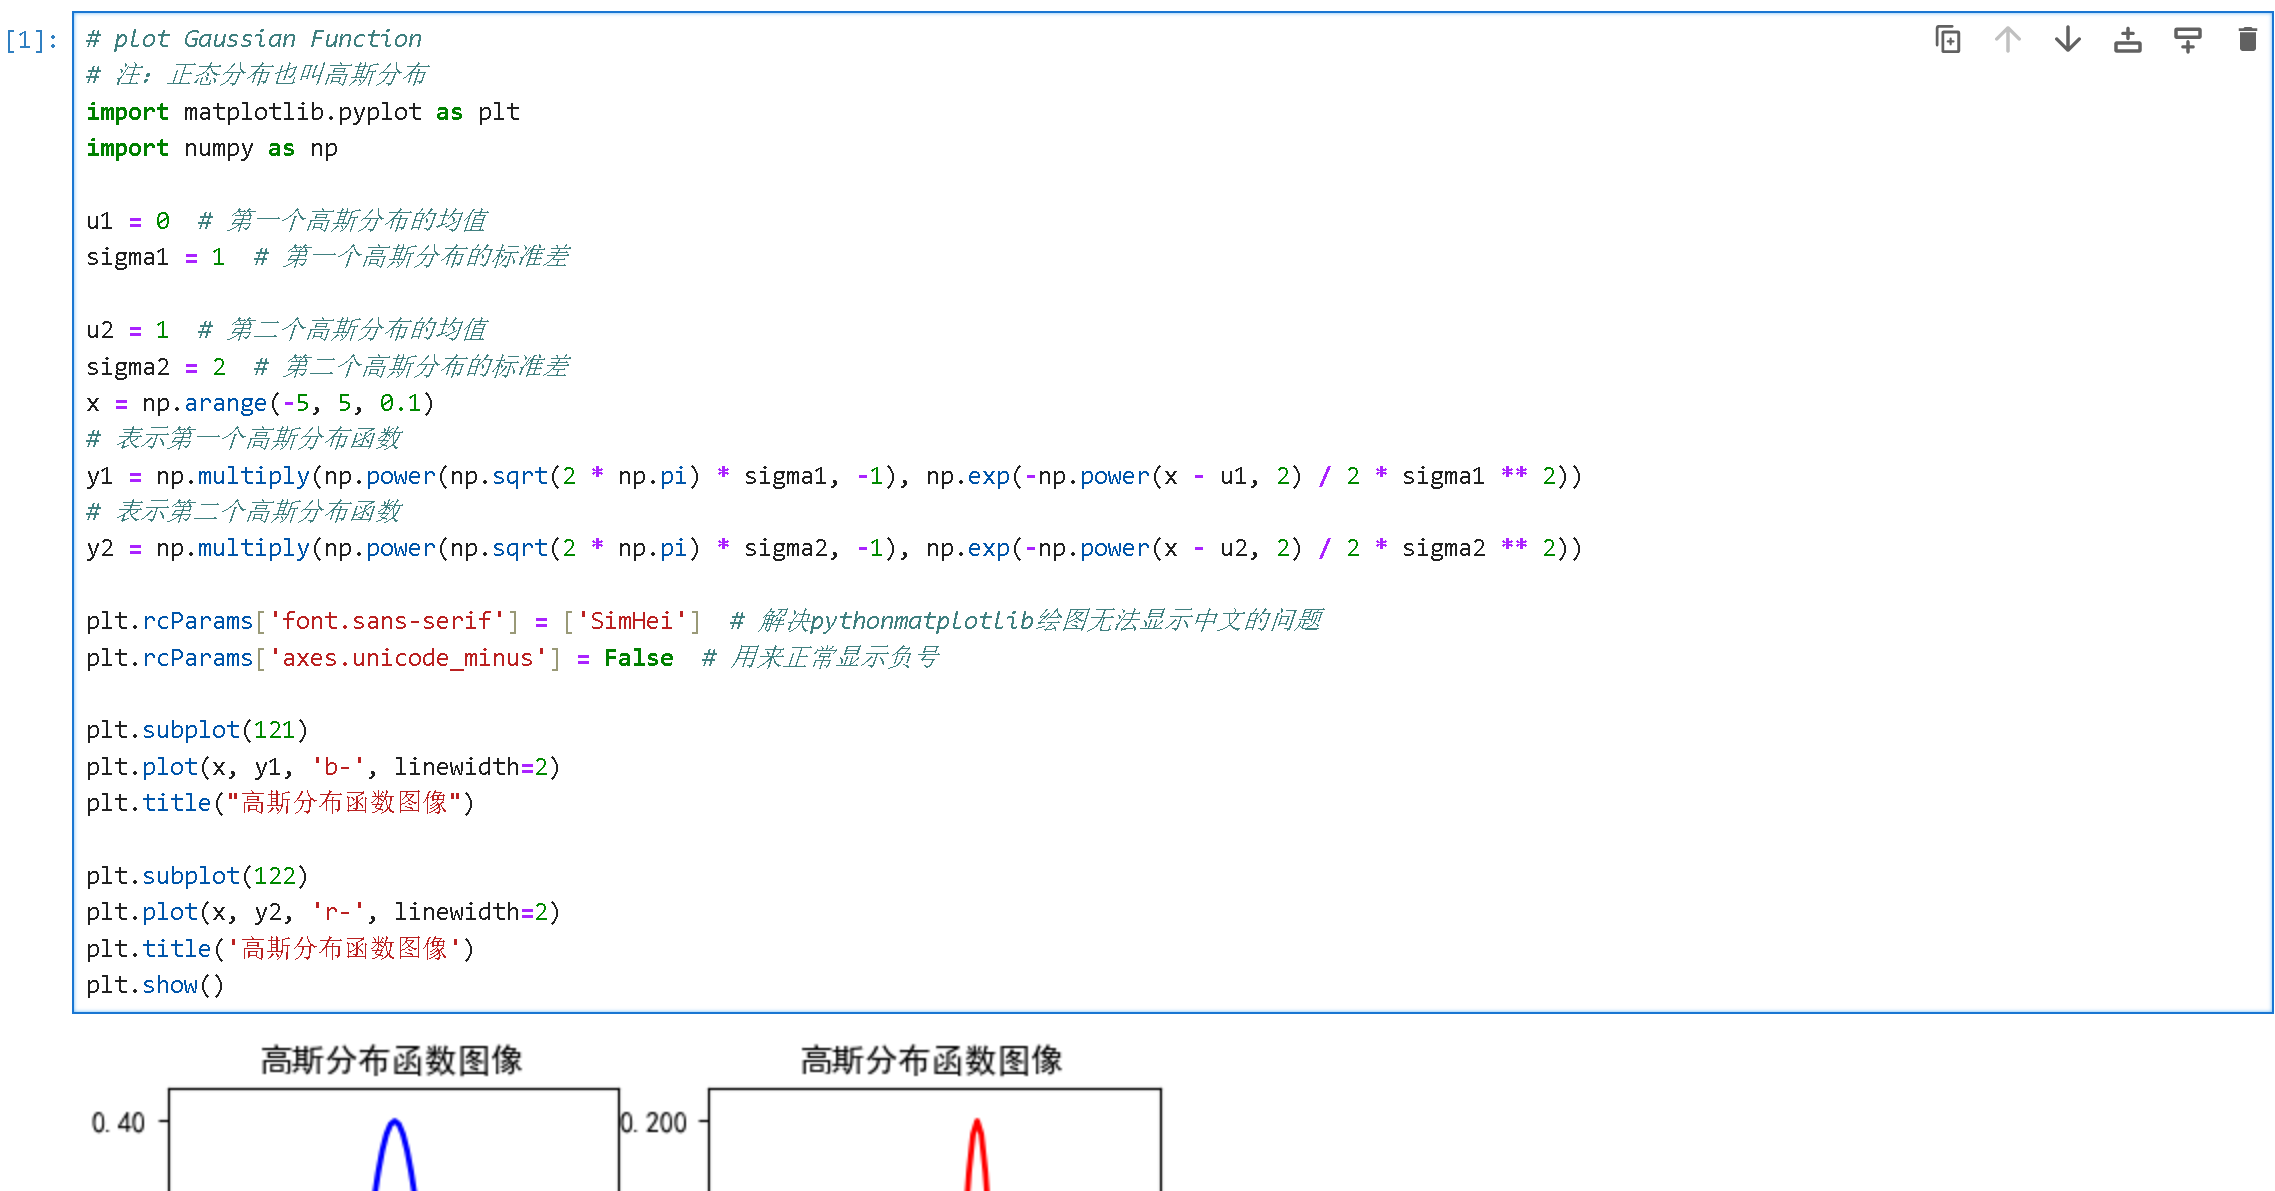 [1]:
# plot Gaussian Function
# 注：正态分布也叫高斯分布
import matplotlib.pyplot as plt
import numpy as np
u1 = 0  # 第一个高斯分布的均值
sigma1 = 1  # 第一个高斯分布的标准差
u2 = 1  # 第二个高斯分布的均值
sigma2 = 2  # 第二个高斯分布的标准差
x = np.arange(-5, 5, 0.1)
# 表示第一个高斯分布函数
y1 = np.multiply(np.power(np.sqrt(2 * np.pi) * sigma1, -1), np.exp(-np.power(x - u1, 2) / 2 * sigma1 ** 2))
# 表示第二个高斯分布函数
y2 = np.multiply(np.power(np.sqrt(2 * np.pi) * sigma2, -1), np.exp(-np.power(x - u2, 2) / 2 * sigma2 ** 2))
plt.rcParams['font.sans-serif'] = ['SimHei']  # 解决pythonmatplotlib绘图无法显示中文的问题
plt.rcParams['axes.unicode_minus'] = False  # 用来正常显示负号
plt.subplot(121)
plt.plot(x, y1, 'b-', linewidth=2)
plt.title("高斯分布函数图像")
plt.subplot(122)
plt.plot(x, y2, 'r-', linewidth=2)
plt.title('高斯分布函数图像')
plt.show()
高斯分布函数图像
高斯分布函数图像
0.40
0.200